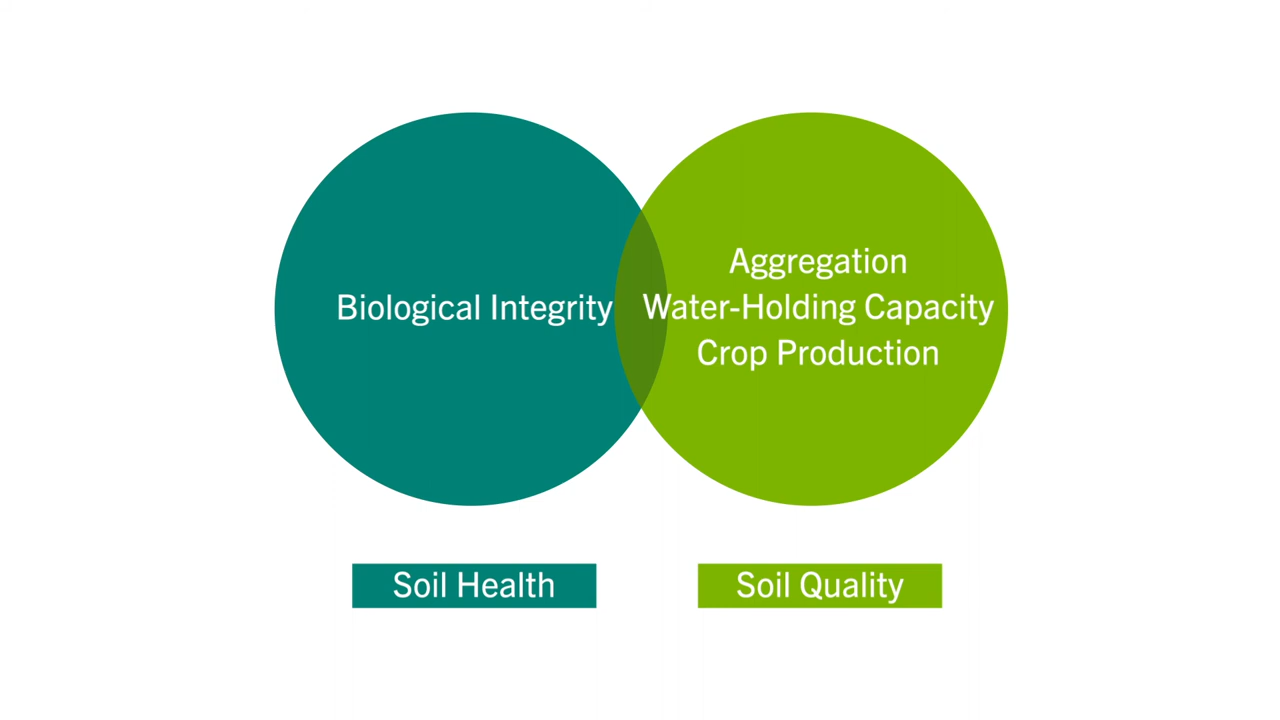 Biological Integrity
Aggregation
Water-Holding Capacity
Crop Production
Soil Health
Soil Quality